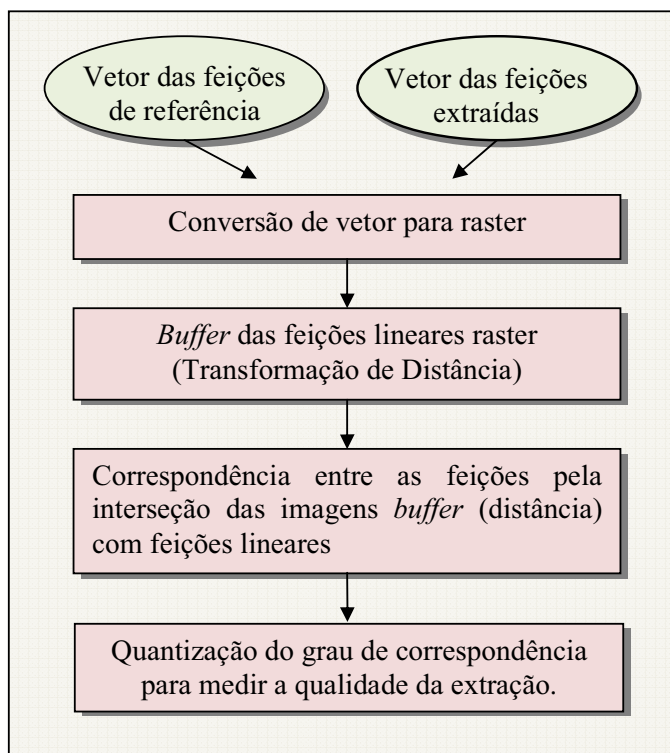 Vetor das feições
de referência
Vetor das feições
extraídas
Conversão de vetor para raster
Buffer das feições lineares raster
(Transformação de Distância)
Correspondência entre as feições pela
interseção das imagens buffer (distância)
com feições lineares
Quantização do grau de correspondência
para medir a qualidade da extração.